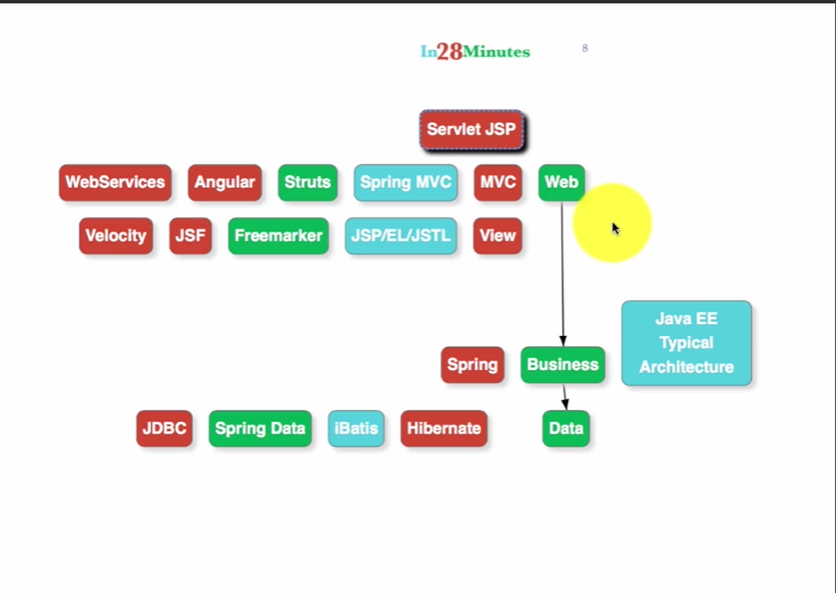 In28Minutes 8
Servlet JSP
WebServices Angular Struts Spring MVC MVC Web
Velocity JSF Freemarker JSP/EL/JSTL View
Java EE
Typical
Architecture
Spring Business
JDBC Spring Data iBatis Hibernate Data